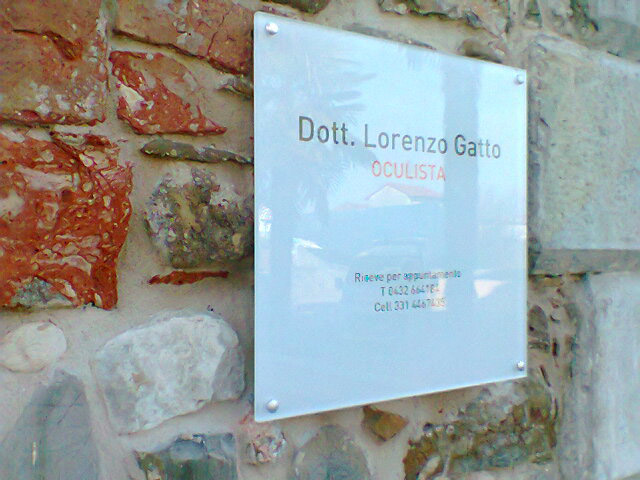 Dott. Lorenzo Gatto
OCULISTA
Riceve per appuntamento
T 0432
Cell. 331